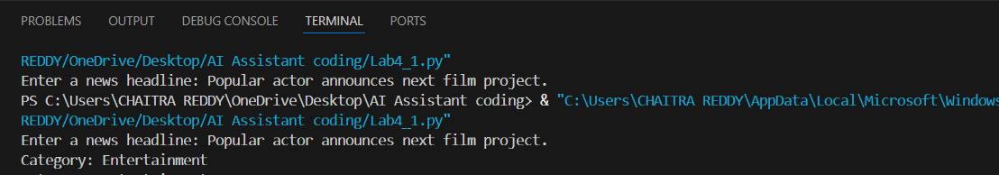 PROBLEMS OUTPUT DEBUG CONSOLE TERMINAL PORTS
REDDY/OneDrive/Desktop/AI Assistant coding/Lab4_1.py"
Enter a news headline: Popular actor announces next film project.
PS C:\Users\CHAITRA REDDY\OneDrive\Desktop\AI Assistant coding> & "C:\Users\CHAITRA REDDY\AppData\Local\Microsoft\Windows
REDDY/OneDrive/Desktop/AI Assistant coding/Lab4_1.py"
Enter a news headline: Popular actor announces next film project.
Category: Entertainment